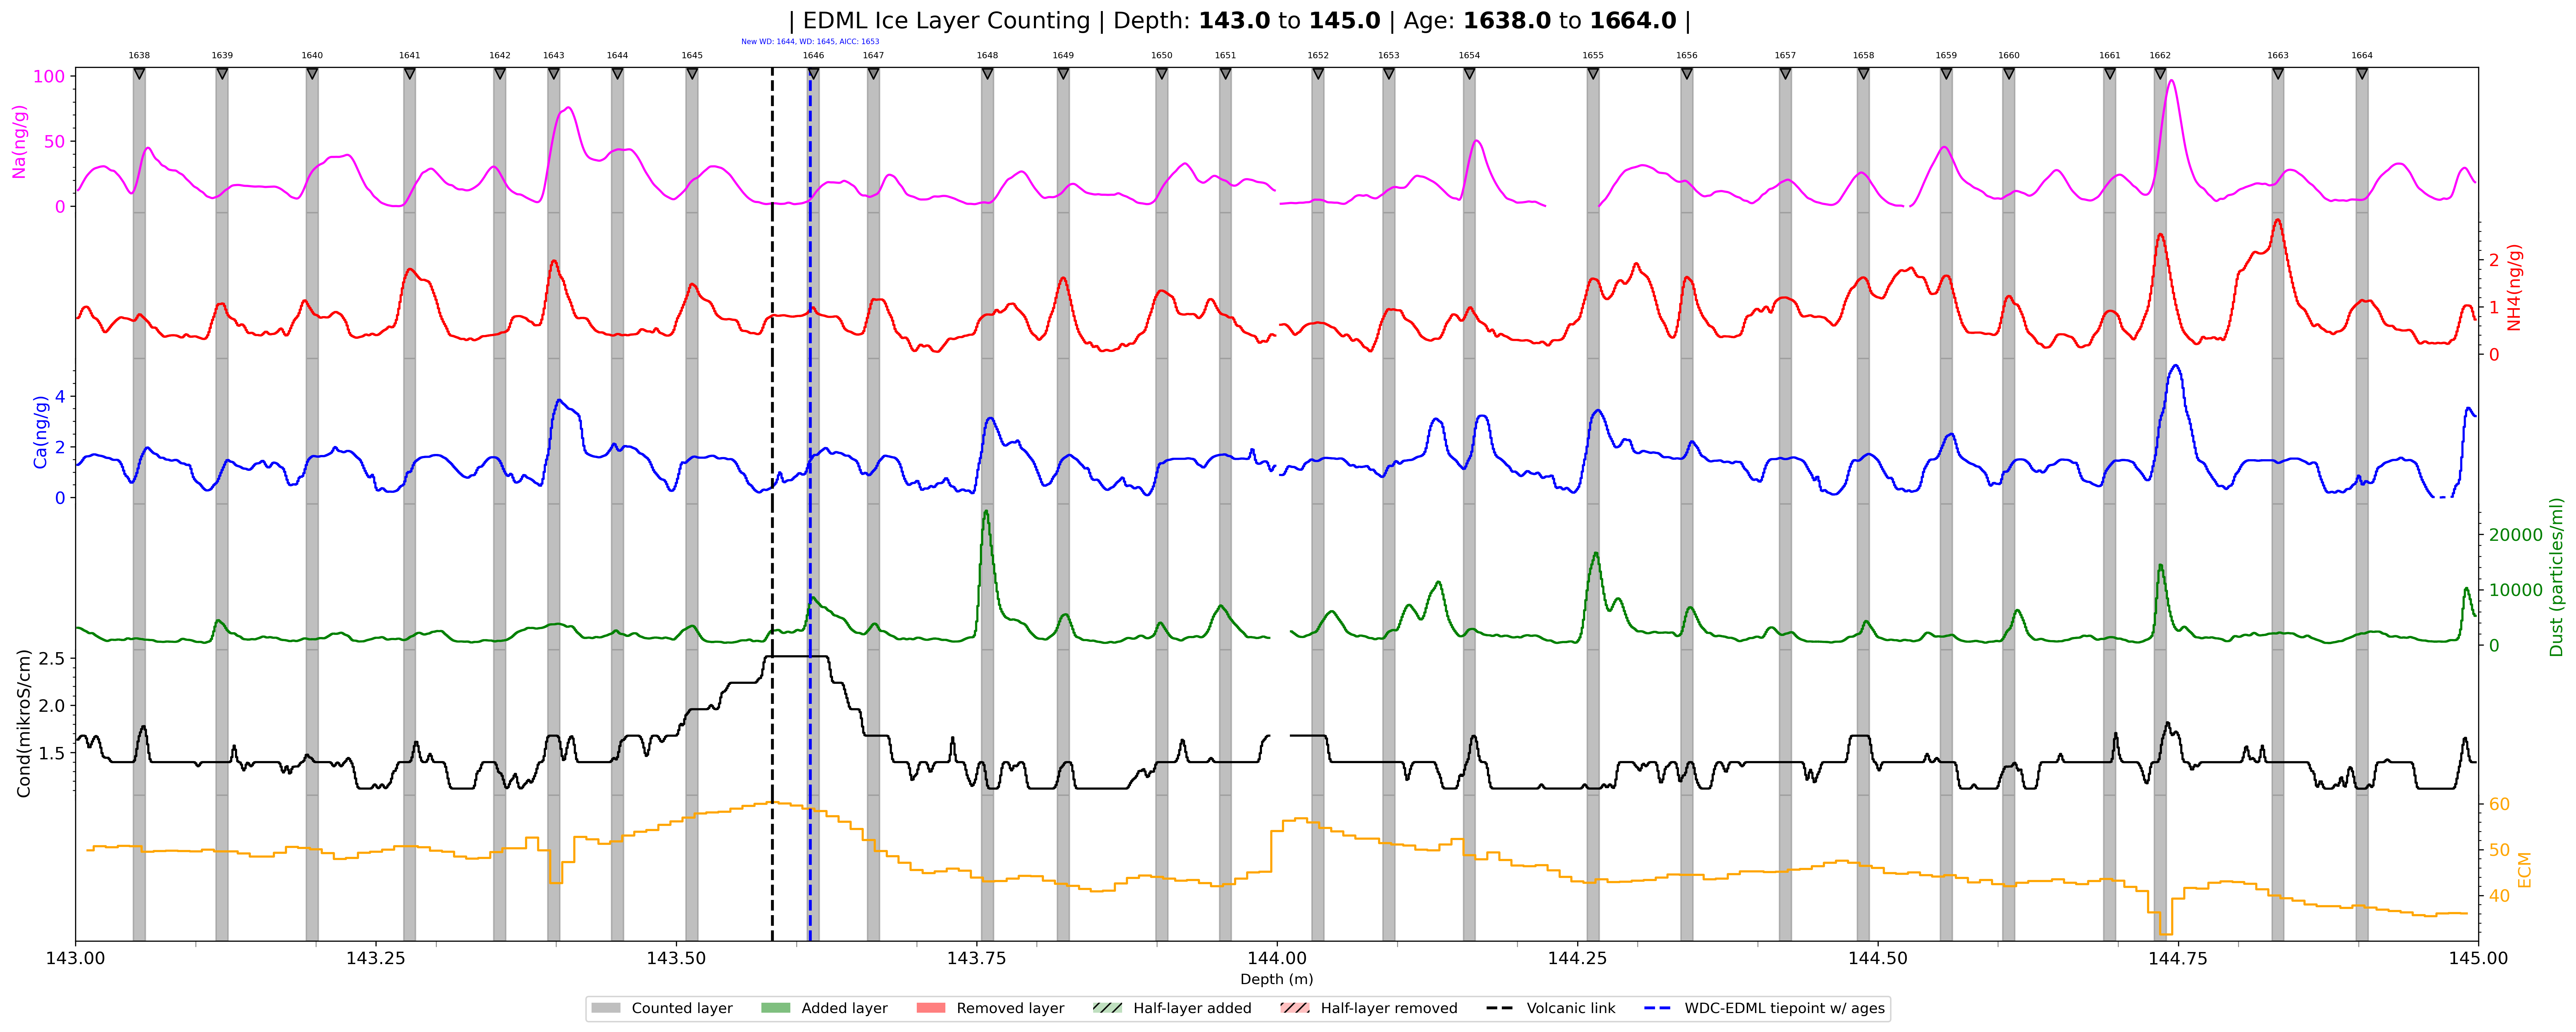 | EDML Ice Layer Counting | Depth: 143.0 to 145.0 | Age: 1638.0 to 1664.0 |
New WD: 1644, WD: 1645, AICC: 1653
1638 1639 1640 1641 1642 1643 1644 1645 1646 1647 1648 1649 1650 1651 1652 1653 1654 1655 1656 1657 1658 1659 1660 1661 1662 1663 1664
Na(ng/g)
100
50
0
NH4(ng/g)
2
1
0
Ca(ng/g)
4
2
0
Dust (particles/ml)
20000
10000
0
Cond(mikroS/cm)
2.5
2.0
1.5
ECM
60
50
40
143.00 143.25 143.50 143.75 144.00 144.25 144.50 144.75 145.00
Depth (m)
Counted layer Added layer Removed layer Half-layer added Half-layer removed Volcanic link WDC-EDML tiepoint w/ ages